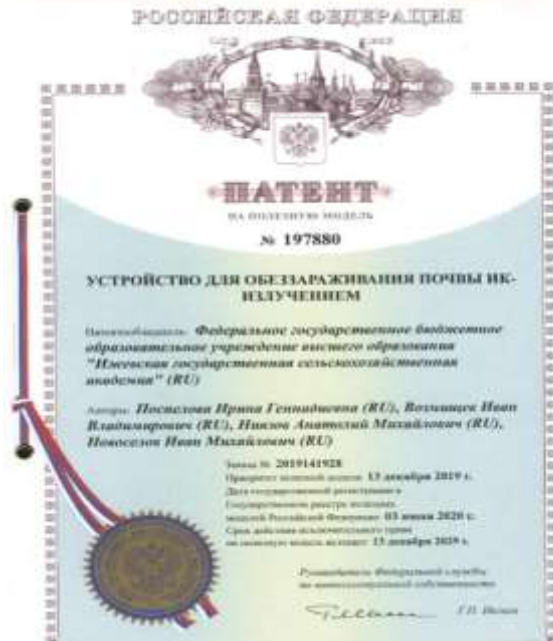 РОССИЙСКАЯ ФЕДЕРАЦИЯ
ПАТЕНТ
НА ПОЛЕЗНУЮ МОДЕЛЬ
№ 197880
УСТРОЙСТВО ДЛЯ ОБЕЗЗАРАЖИВАНИЯ ПОЧВЫ ИК-
ИЗЛУЧЕНИЕМ
Патентообладатель: Федеральное государственное бюджетное
образовательное учреждение высшего образования
"Ижевская государственная сельскохозяйственная
академия" (RU)
Авторы: Поспелова Ирина Геннадиевна (RU), Возмищев Иван
Владимирович (RU), Ниязов Анатолий Михайлович (RU),
Новоселов Иван Михайлович (RU)
Заявка № 2019141928
Приоритет полезной модели 13 декабря 2019 г.
Дата государственной регистрации в
Государственном реестре полезных
моделей Российской Федерации 03 июня 2020 г.
Срок действия исключительного права
на полезную модель истекает 13 декабря 2029 г.
Руководитель Федеральной службы
по интеллектуальной собственности
Г.П. Ивлиев